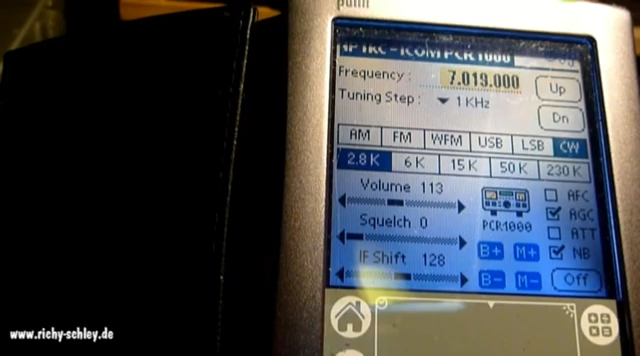 palm
ICOM PCR1000
Frequency: 7.019.000 Up
Tuning Step: 1 KHz Dn
AM FM WFM USB LSB CW
2.8 K 6 K 15 K 50 K 230 K
Volume 113 AFC
AGC
Squelch 0 PCR1000 ATT
IF Shift 128 B+ M+ NB
B- M- Off
www.richy-schley.de